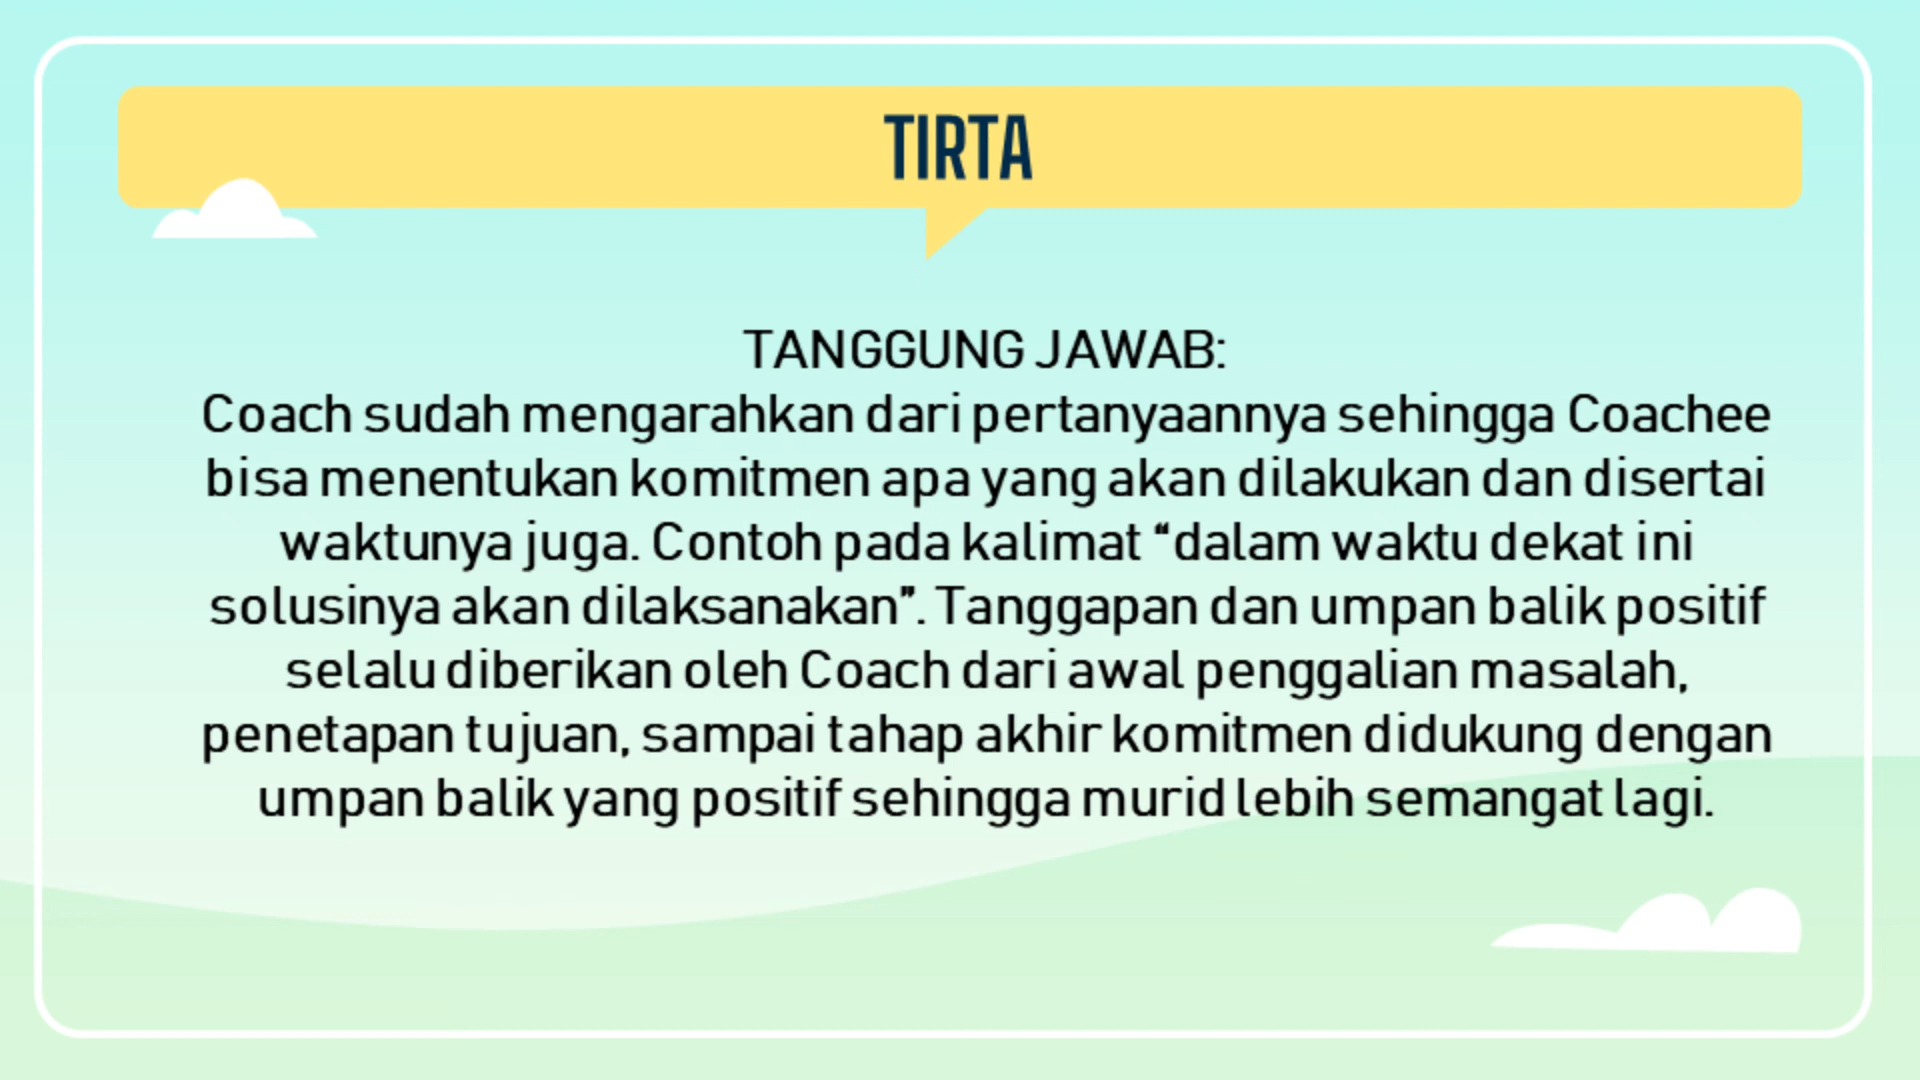 TIRTA
TANGGUNG JAWAB:
Coach sudah mengarahkan dari pertanyaannya sehingga Coachee
bisa menentukan komitmen apa yang akan dilakukan dan disertai
waktunya juga. Contoh pada kalimat “dalam waktu dekat ini
solusinya akan dilaksanakan”. Tanggapan dan umpan balik positif
selalu diberikan oleh Coach dari awal penggalian masalah,
penetapan tujuan, sampai tahap akhir komitmen didukung dengan
umpan balik yang positif sehingga murid lebih semangat lagi.